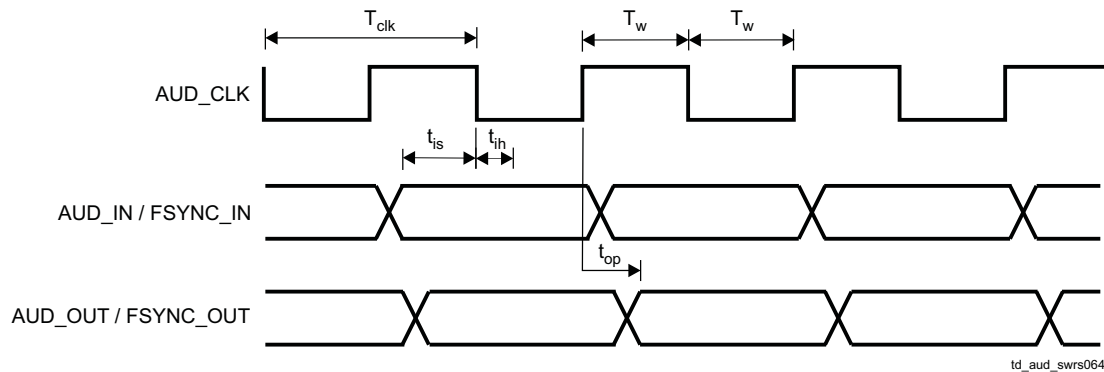 T_clk
T_w
T_w
AUD_CLK
t_is
t_ih
AUD_IN / FSYNC_IN
t_op
AUD_OUT / FSYNC_OUT
td_aud_swrs064